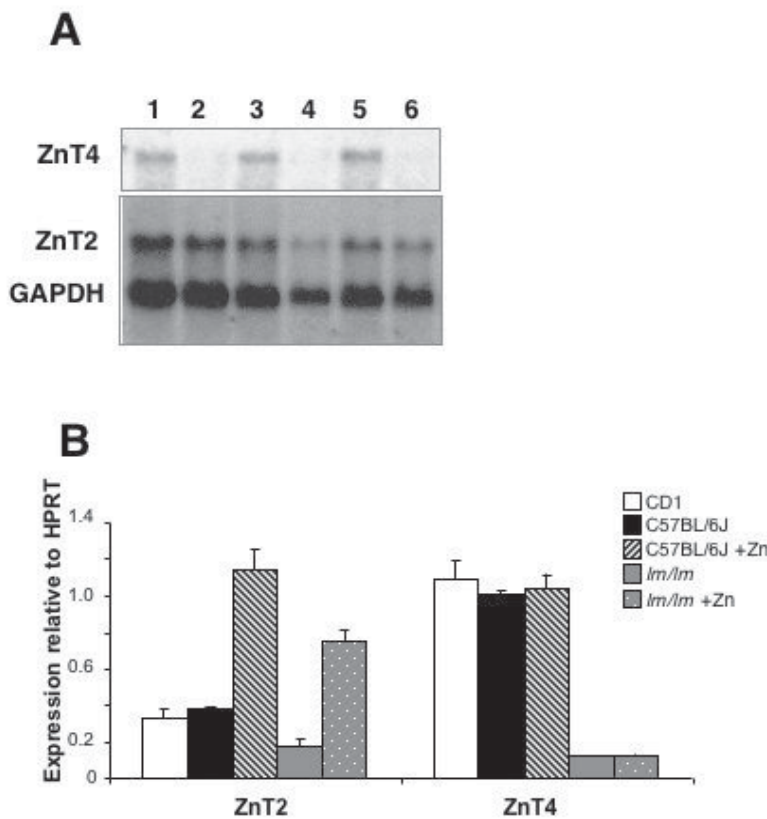 A
1 2 3 4 5 6
ZnT4
ZnT2
GAPDH
B
Expression relative to HPRT
1.4
1.0
0.6
0.2
0
CD1
C57BL/6J
C57BL/6J +Zn
lm/lm
lm/lm +Zn
ZnT2 ZnT4